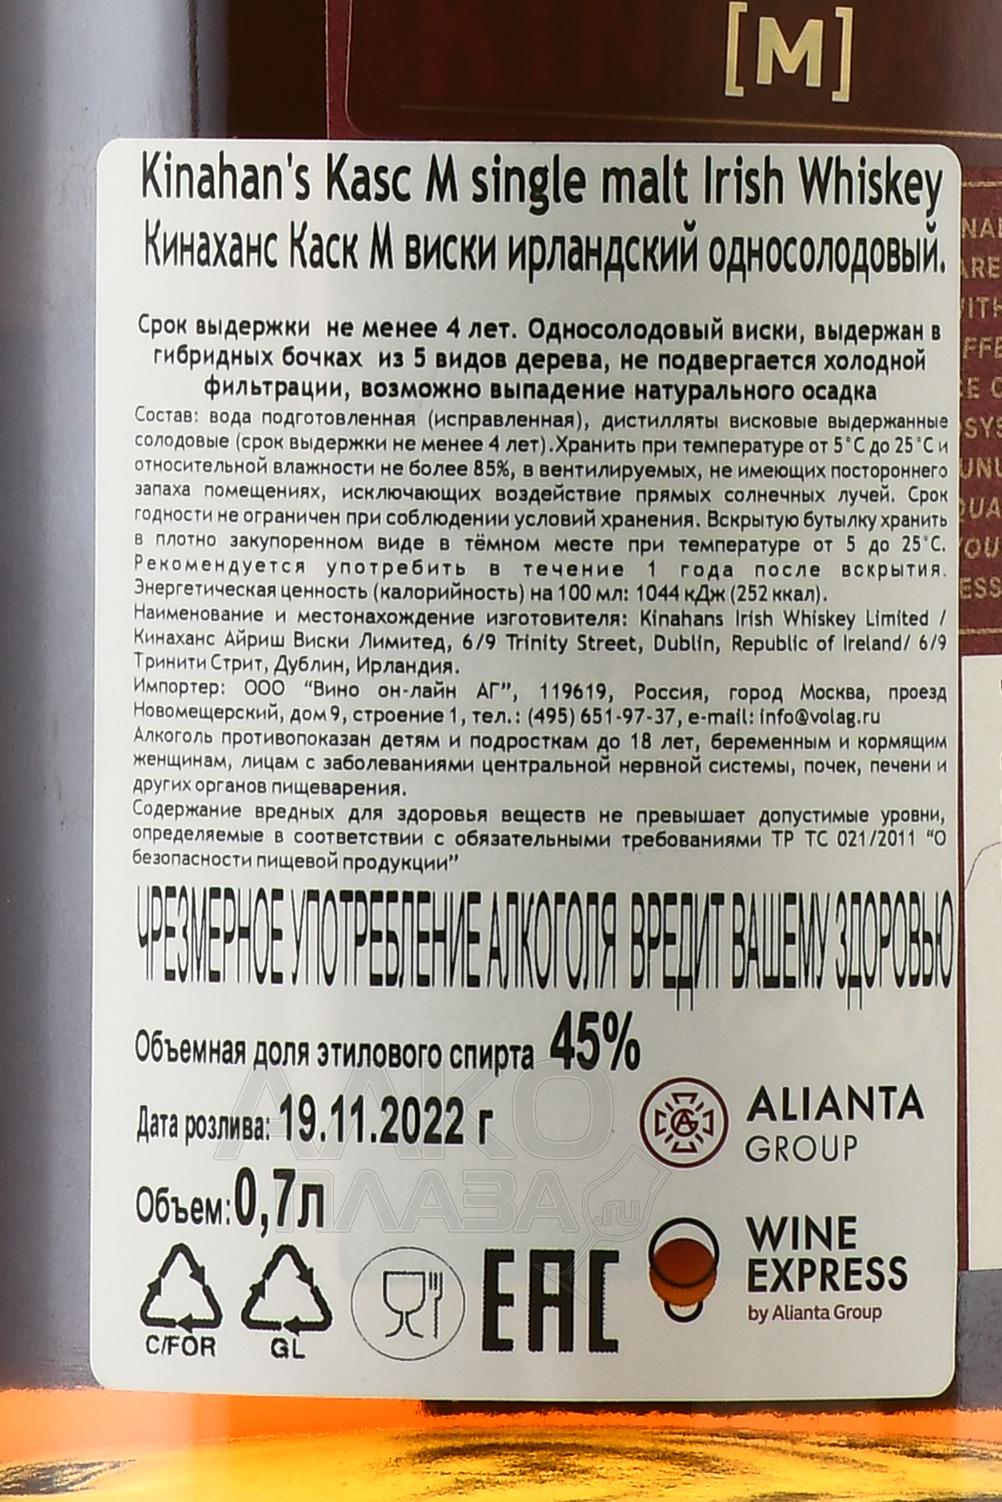 [M]
Kinahan's Kasc M single malt Irish Whiskey
Кинаханс Каск М виски ирландский односолодовый.
Срок выдержки не менее 4 лет. Односолодовый виски, выдержан в
гибридных бочках из 5 видов дерева, не подвергается холодной
фильтрации, возможно выпадение натурального осадка
Состав: вода подготовленная (исправленная), дистилляты висковые выдержанные
солодовые (срок выдержки не менее 4 лет).Хранить при температуре от 5°С до 25°С и
относительной влажности не более 85%, в вентилируемых, не имеющих постороннего
запаха помещениях, исключающих воздействие прямых солнечных лучей. Срок
годности не ограничен при соблюдении условий хранения. Вскрытую бутылку хранить
в плотно закупоренном виде в тёмном месте при температуре от 5 до 25°С.
Рекомендуется употребить в течение 1 года после вскрытия.
Энергетическая ценность (калорийность) на 100 мл: 1044 кДж (252 ккал).
Наименование и местонахождение изготовителя: Kinahans Irish Whiskey Limited /
Кинаханс Айриш Виски Лимитед, 6/9 Trinity Street, Dublin, Republic of Ireland/ 6/9
Тринити Стрит, Дублин, Ирландия.
Импортер: ООО “Вино он-лайн АГ”, 119619, Россия, город Москва, проезд
Новомещерский, дом 9, строение 1, тел.: (495) 651-97-37, e-mail: info@volag.ru
Алкоголь противопоказан детям и подросткам до 18 лет, беременным и кормящим
женщинам, лицам с заболеваниями центральной нервной системы, почек, печени и
других органов пищеварения.
Содержание вредных для здоровья веществ не превышает допустимые уровни,
определяемые в соответствии с обязательными требованиями ТР ТС 021/2011 “О
безопасности пищевой продукции”
ЧРЕЗМЕРНОЕ УПОТРЕБЛЕНИЕ АЛКОГОЛЯ ВРЕДИТ ВАШЕМУ ЗДОРОВЬЮ
Объемная доля этилового спирта 45%
Дата розлива: 19.11.2022 г
Объем: 0,7л
ALIANTA
GROUP
АЛКО
ПЛАЗА.ru
WINE
EXPRESS
by Alianta Group
C/FOR
GL
EAC